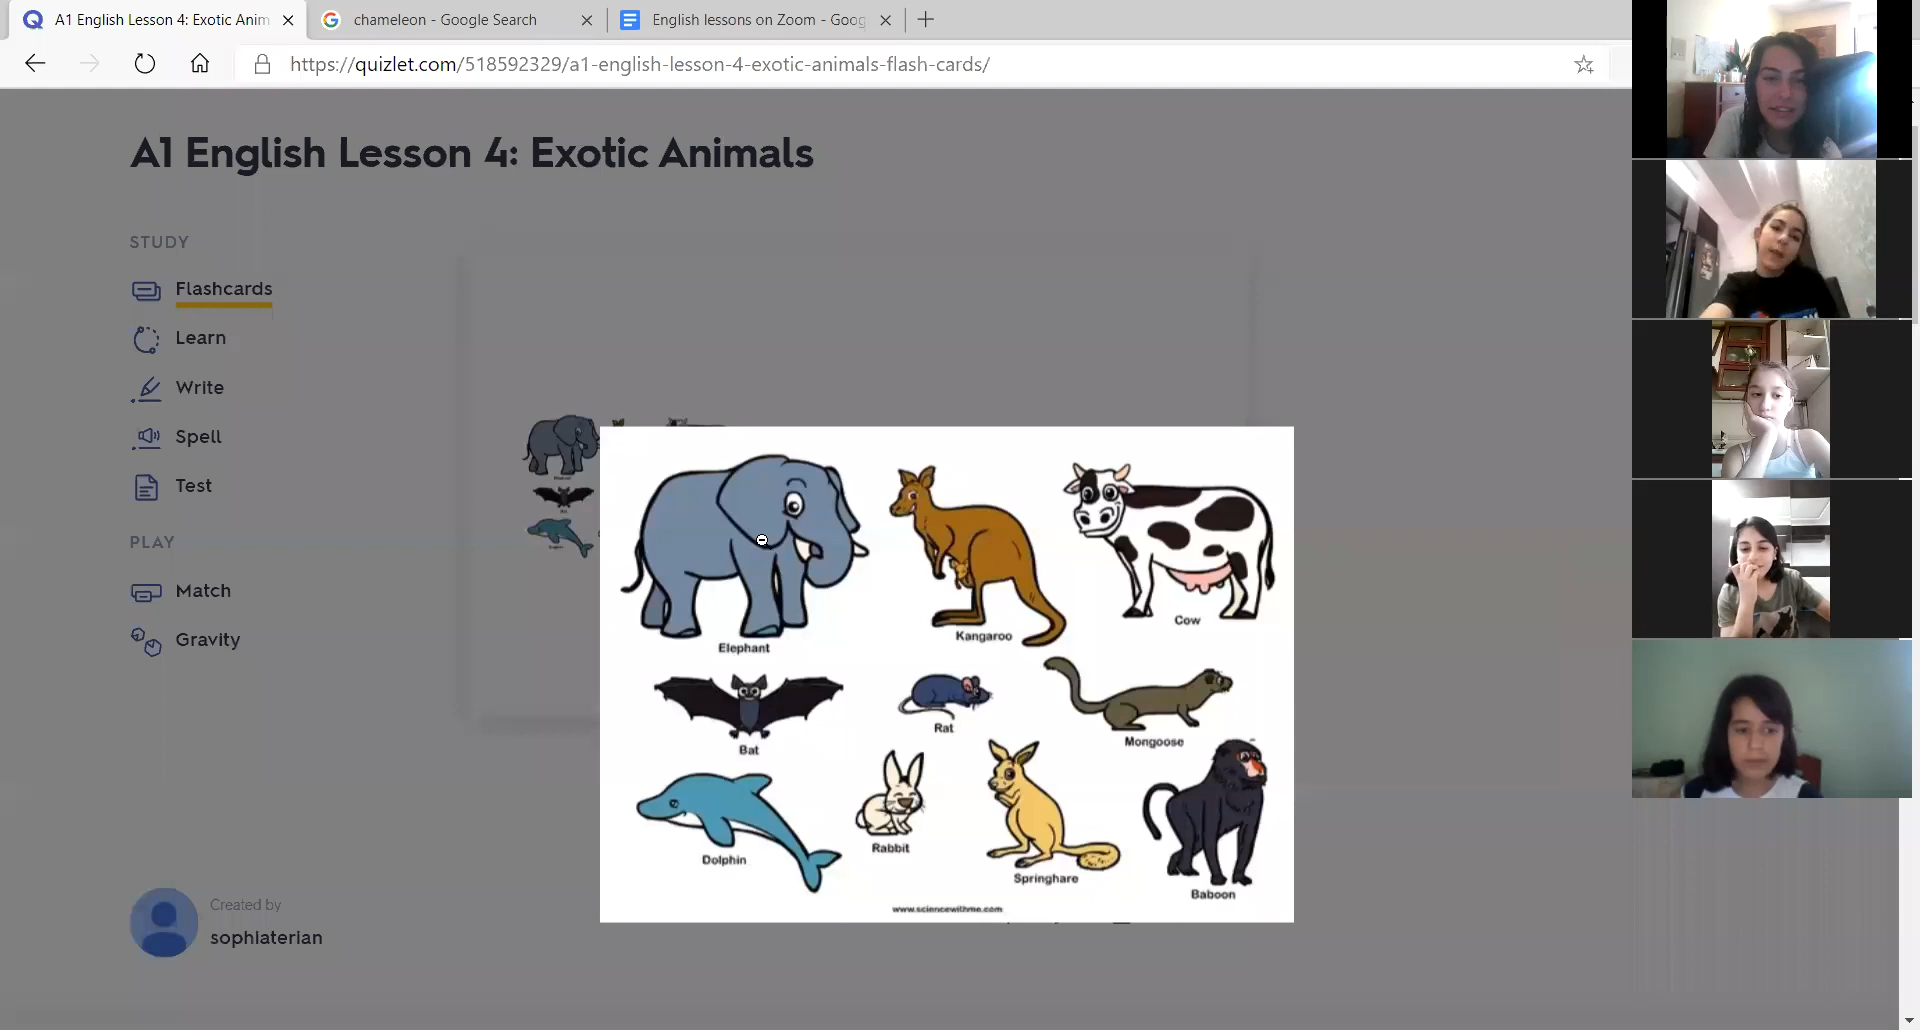 A1 English Lesson 4: Exotic Anim
chameleon - Google Search
English lessons on Zoom - Goog
https://quizlet.com/518592329/a1-english-lesson-4-exotic-animals-flash-cards/
A1 English Lesson 4: Exotic Animals
STUDY
Flashcards
Learn
Write
Spell
Test
PLAY
Match
Gravity
Created by
sophiaterian
Elephant
Kangaroo
Cow
Bat
Rat
Mongoose
Dolphin
Rabbit
Springhare
Baboon
www.sciencewithme.com